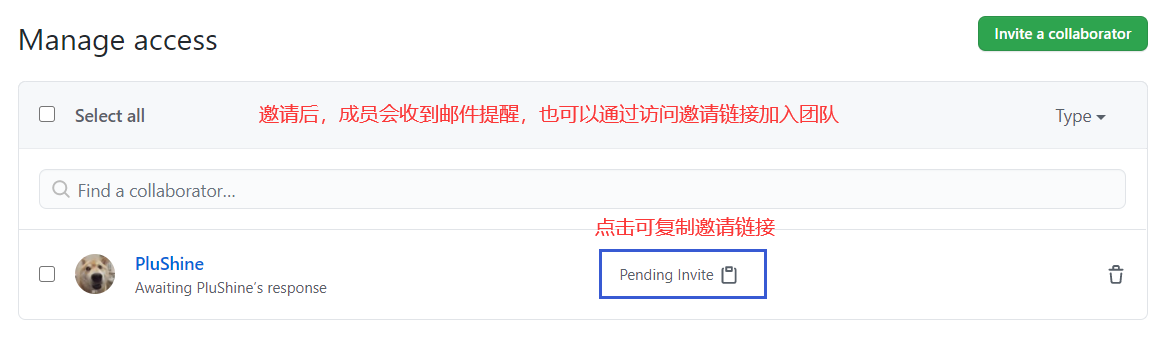 Manage access
Invite a collaborator
Select all
邀请后，成员会收到邮件提醒，也可以通过访问邀请链接加入团队
Type
Find a collaborator...
点击可复制邀请链接
PluShine
Awaiting PluShine's response
Pending Invite